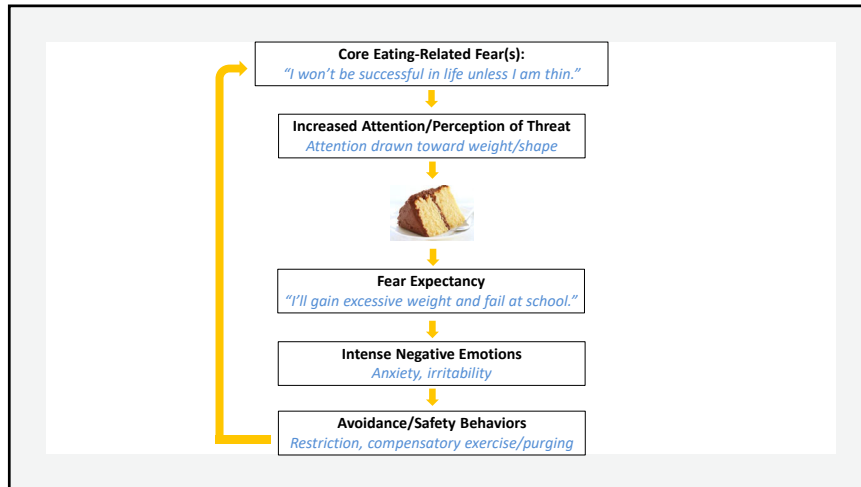 Core Eating-Related Fear(s):
“I won’t be successful in life unless I am thin.”
Increased Attention/Perception of Threat
Attention drawn toward weight/shape
Fear Expectancy
“I’ll gain excessive weight and fail at school.”
Intense Negative Emotions
Anxiety, irritability
Avoidance/Safety Behaviors
Restriction, compensatory exercise/purging